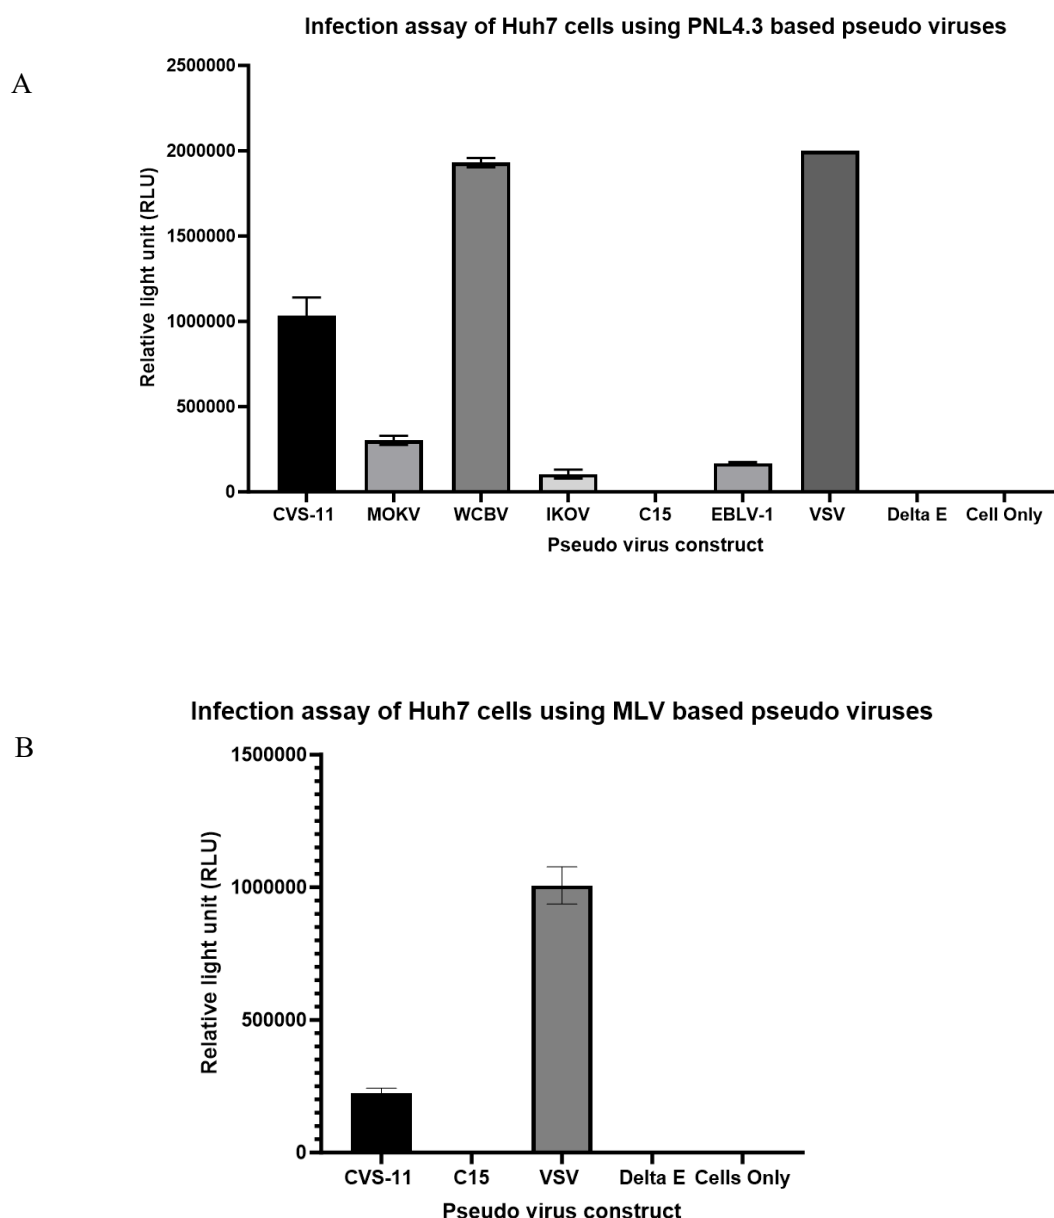 Infection assay of Huh7 cells using PNL4.3 based pseudo viruses
A
Relative light unit (RLU)
2500000
2000000
1500000
1000000
500000
0
CVS-11 MOKV WCBV IKOV C15 EBLV-1 VSV Delta E Cell Only
Pseudo virus construct
Infection assay of Huh7 cells using MLV based pseudo viruses
B
Relative light unit (RLU)
1500000
1000000
500000
0
CVS-11 C15 VSV Delta E Cells Only
Pseudo virus construct